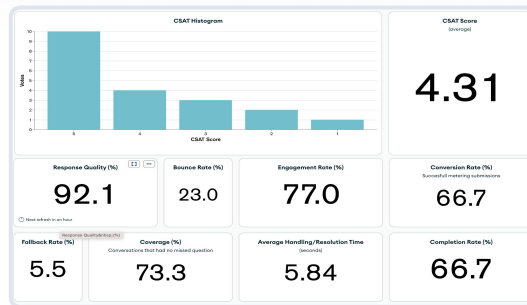 CSAT Histogram
10
9
8
7
6
5
4
3
2
1
0
Votes
5
4
3
2
1
CSAT Score
CSAT Score
(average)
4.31
Response Quality (%)
92.1
Next refresh in an hour
Bounce Rate (%)
23.0
Engagement Rate (%)
77.0
Conversion Rate (%)
Succesfull metering submissions
66.7
Response Quality&nbsp;(%)
Fallback Rate (%)
5.5
Coverage (%)
Conversations that had no missed question
73.3
Average Handling/Resolution Time
(seconds)
5.84
Completion Rate (%)
66.7